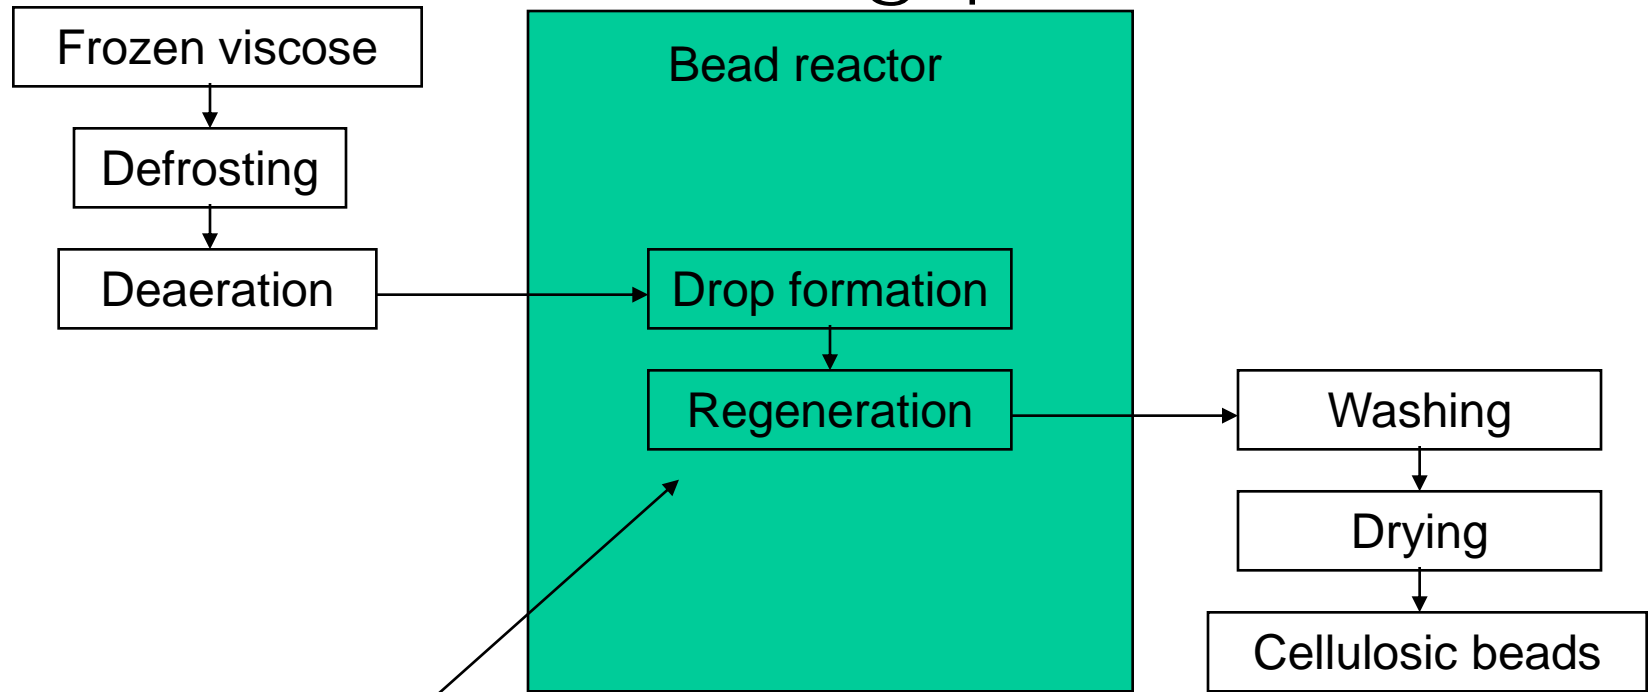 Frozen viscose
Defrosting
Deaeration
Bead reactor
Drop formation
Regeneration
Washing
Drying
Cellulosic beads